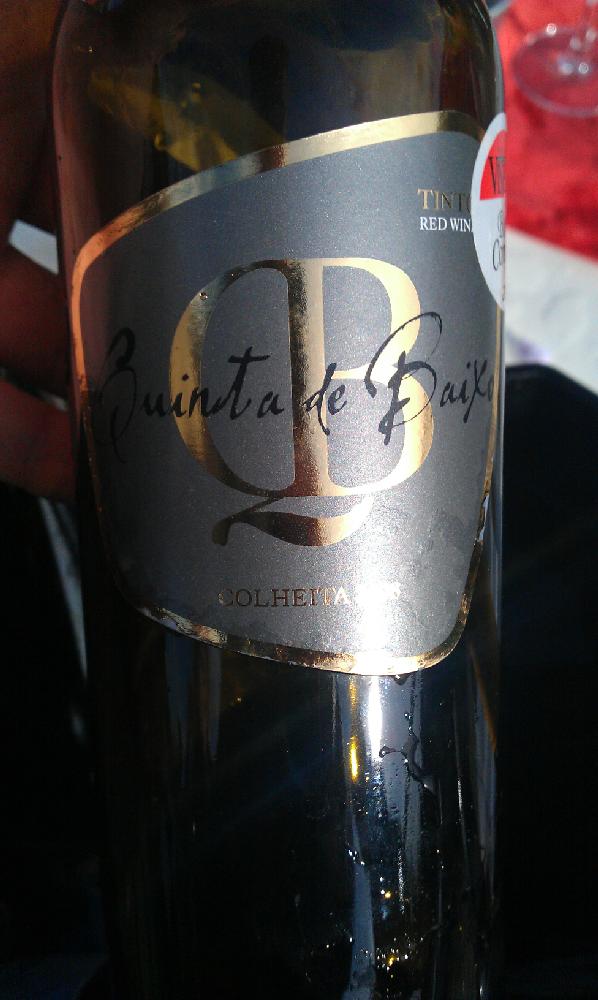 TINTO
RED WINE
QB
Quinta de Baixo
COLHEITA